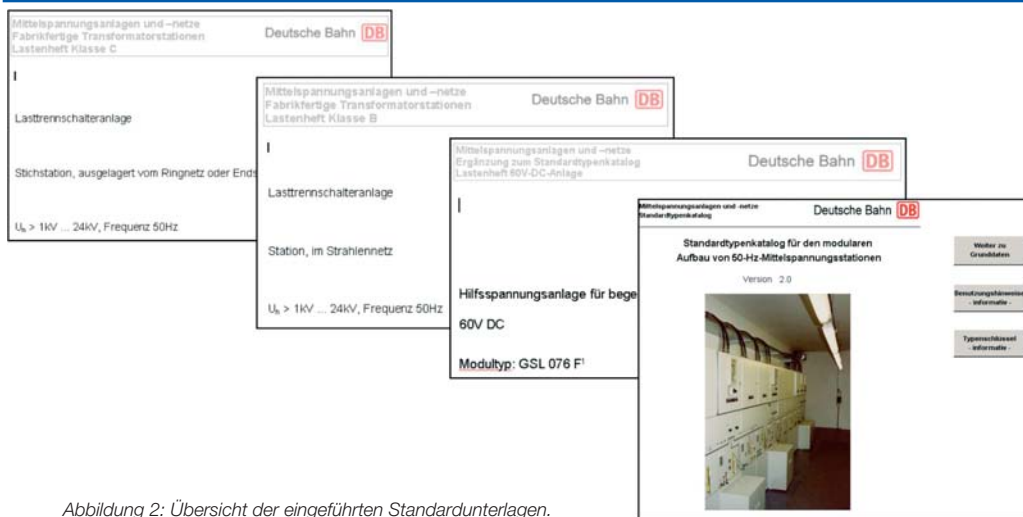 Mittelspannungsanlagen und –netze
Fabrikfertige Transformatorstationen
Lastenheft Klasse C
Deutsche Bahn DB
Lasttrennschalteranlage
Stichstation, ausgelagert vom Ringnetz oder Ends
Un > 1kV ... 24kV, Frequenz 50Hz
Mittelspannungsanlagen und –netze
Fabrikfertige Transformatorstationen
Lastenheft Klasse B
Deutsche Bahn DB
Lasttrennschalteranlage
Station, im Strahlennetz
Un > 1kV ... 24kV, Frequenz 50Hz
Mittelspannungsanlagen und –netze
Ergänzung zum Standardtypenkatalog
Lastenheft 60V-DC-Anlage
Deutsche Bahn DB
Hilfsspannungsanlage für bege
60V DC
Modultyp: GSL 076 F¹
Mittelspannungsanlagen und -netze
Standardtypenkatalog
Deutsche Bahn DB
Standardtypenkatalog für den modularen
Aufbau von 50-Hz-Mittelspannungsstationen
Version 2.0
Weiter zu
Grunddaten
Benutzungshinweise
- informativ -
Typenschlüssel
- informativ -
Abbildung 2: Übersicht der eingeführten Standardunterlagen.